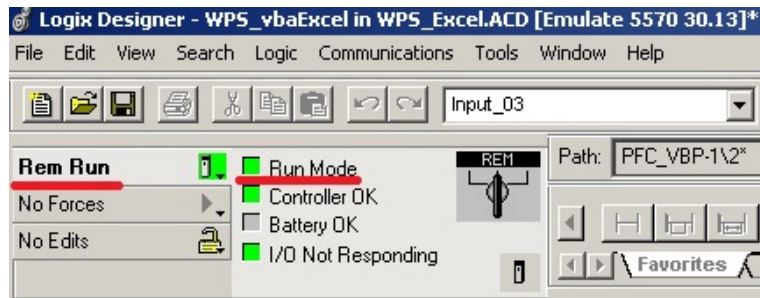 Logix Designer - WPS_vbaExcel in WPS_Excel.ACD [Emulate 5570 30.13]*
File Edit View Search Logic Communications Tools Window Help
Input_03
Rem Run
Run Mode
REM
Path: PFC_VBP-1\2*
No Forces
Controller OK
Battery OK
No Edits
I/O Not Responding
Favorites